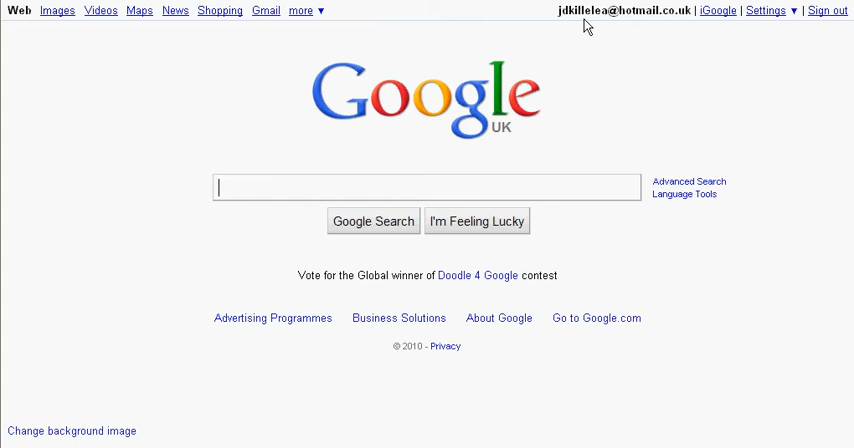 Web Images Videos Maps News Shopping Gmail more ▼ jdkillelea@hotmail.co.uk | iGoogle | Settings ▼ | Sign out
Google
UK
Advanced Search
Language Tools
Google Search I'm Feeling Lucky
Vote for the Global winner of Doodle 4 Google contest
Advertising Programmes Business Solutions About Google Go to Google.com
© 2010 - Privacy
Change background image